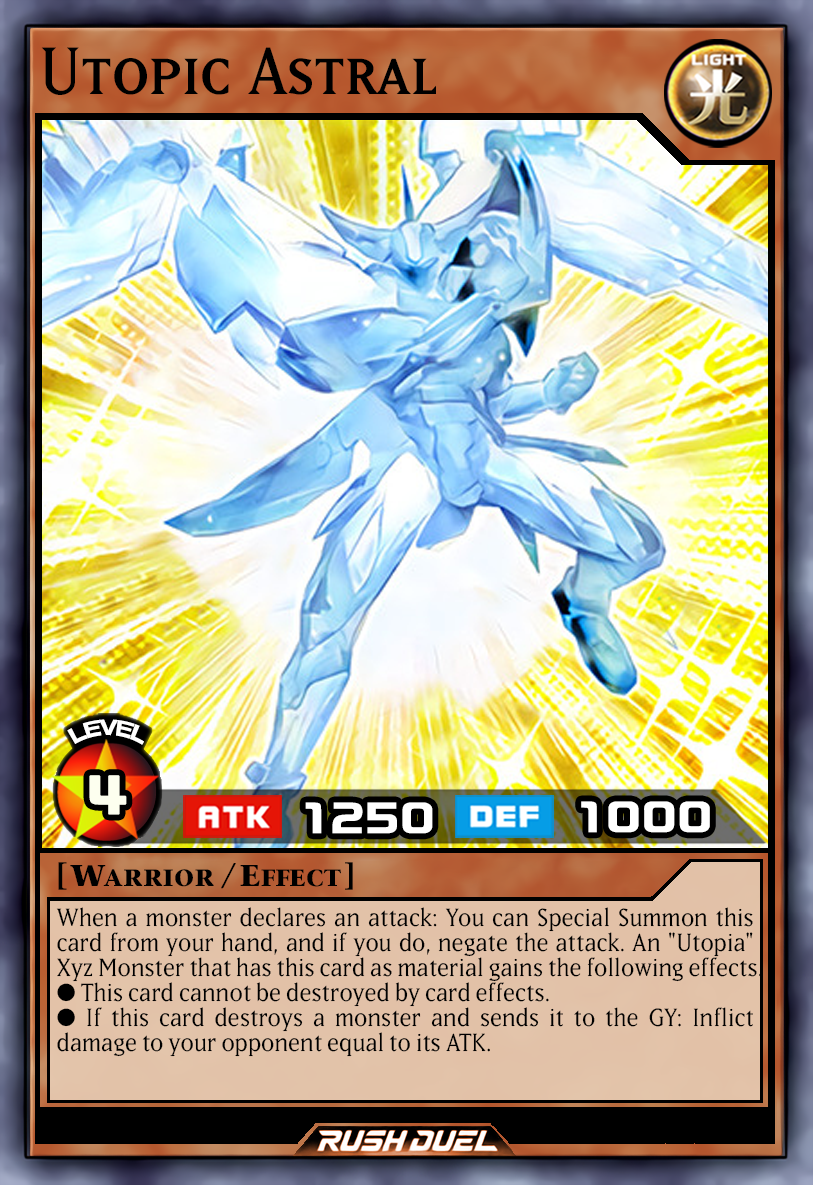 Utopic Astral
LIGHT
光
LEVEL
4
ATK 1250 DEF 1000
[Warrior/Effect]
When a monster declares an attack: You can Special Summon this
card from your hand, and if you do, negate the attack. An "Utopia"
Xyz Monster that has this card as material gains the following effects.
● This card cannot be destroyed by card effects.
● If this card destroys a monster and sends it to the GY: Inflict
damage to your opponent equal to its ATK.
RUSH DUEL